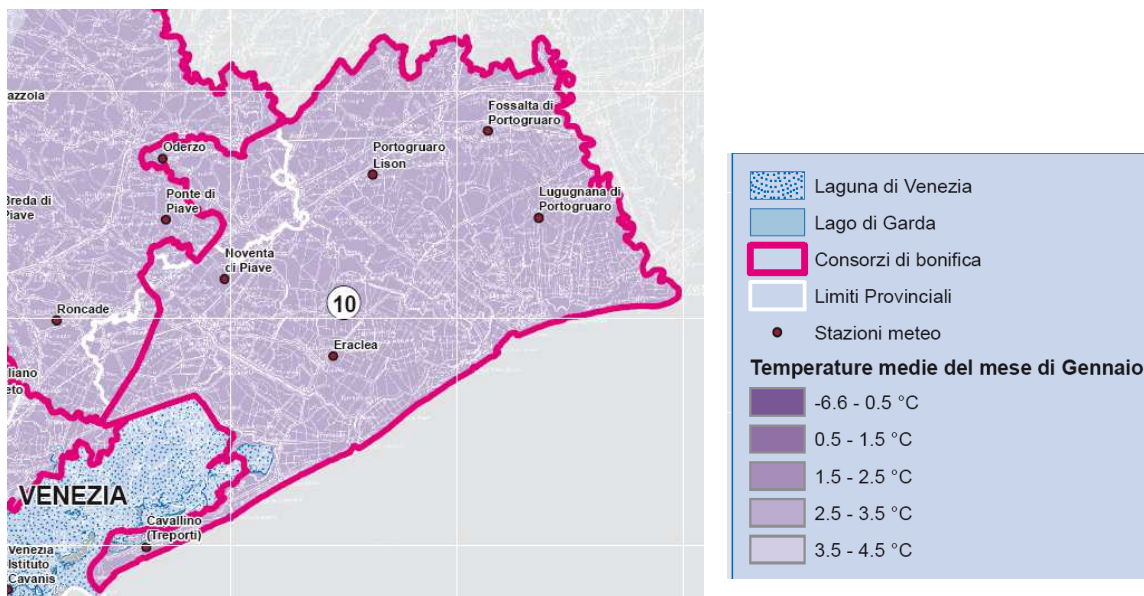 azzola
Fossalta di
Portogruaro
Oderzo
Portogruaro
Lison
Breda di
Piave
Ponte di
Piave
Lugugnana di
Portogruaro
Noventa
di Piave
10
Roncade
Eraclea
liano
eto
VENEZIA
Cavallino
(Treporti)
Venezia
Istituto
Cavanis
Laguna di Venezia
Lago di Garda
Consorzi di bonifica
Limiti Provinciali
Stazioni meteo
Temperature medie del mese di Gennaio
-6.6 - 0.5 °C
0.5 - 1.5 °C
1.5 - 2.5 °C
2.5 - 3.5 °C
3.5 - 4.5 °C